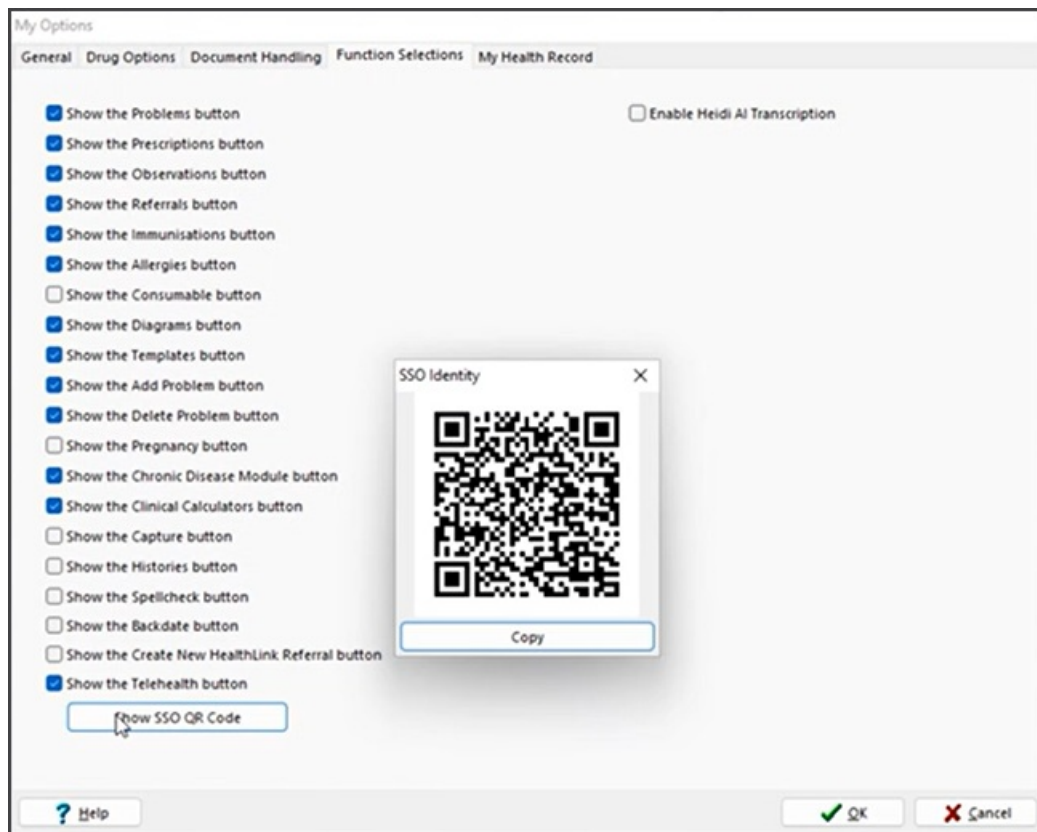 My Options
General Drug Options Document Handling Function Selections My Health Record
Show the Problems button
Enable Heidi AI Transcription
Show the Prescriptions button
Show the Observations button
Show the Referrals button
Show the Immunisations button
Show the Allergies button
Show the Consumable button
Show the Diagrams button
Show the Templates button
Show the Add Problem button
Show the Delete Problem button
Show the Pregnancy button
Show the Chronic Disease Module button
Show the Clinical Calculators button
Show the Capture button
Show the Histories button
Show the Spellcheck button
Show the Backdate button
Show the Create New HealthLink Referral button
Show the Telehealth button
Show SSO QR Code
SSO Identity
Copy
Help
OK
Cancel